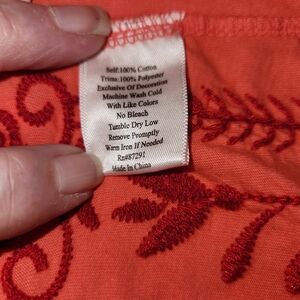 Self:100% Cotton
Trim:100% Polyester
Exclusive Of Decoration
Machine Wash Cold
With Like Colors
No Bleach
Tumble Dry Low
Remove Promptly
Warm Iron If Needed
Rn#87291
Made In China